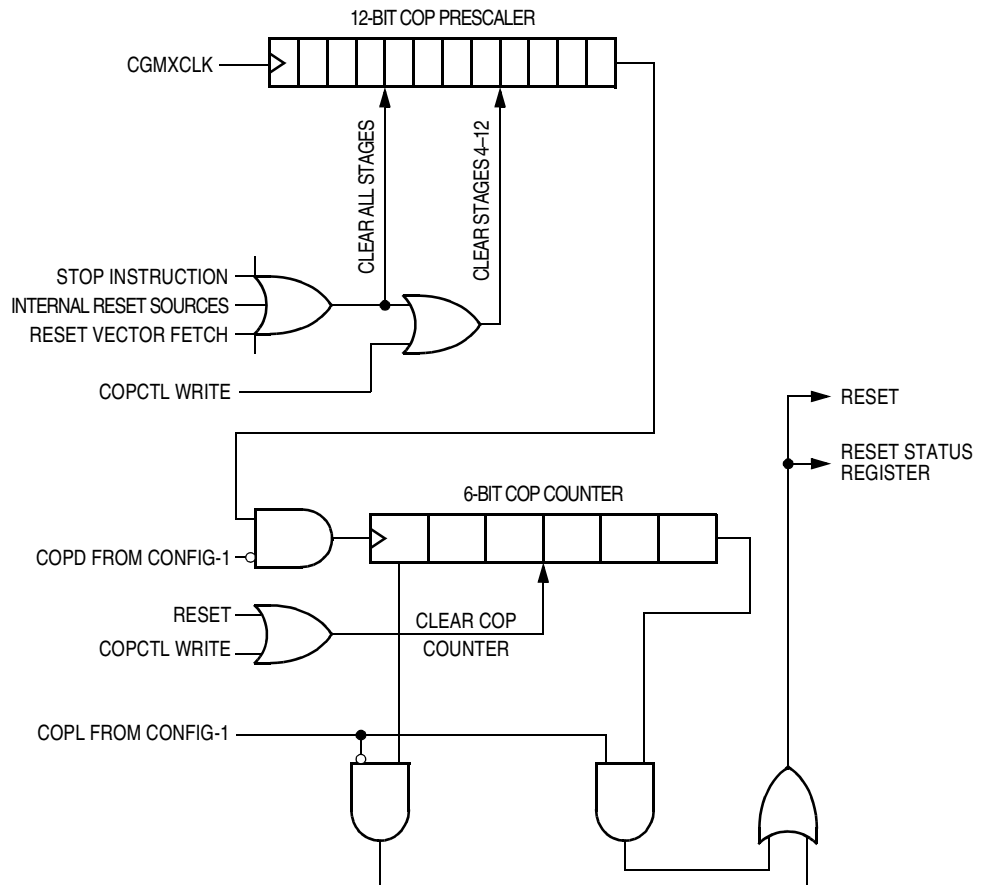 12-BIT COP PRESCALER
CGMXCLK
CLEAR ALL STAGES
CLEAR STAGES 4–12
STOP INSTRUCTION
INTERNAL RESET SOURCES
RESET VECTOR FETCH
COPCTL WRITE
RESET
RESET STATUS
REGISTER
6-BIT COP COUNTER
COPD FROM CONFIG-1
RESET
COPCTL WRITE
CLEAR COP
COUNTER
COPL FROM CONFIG-1